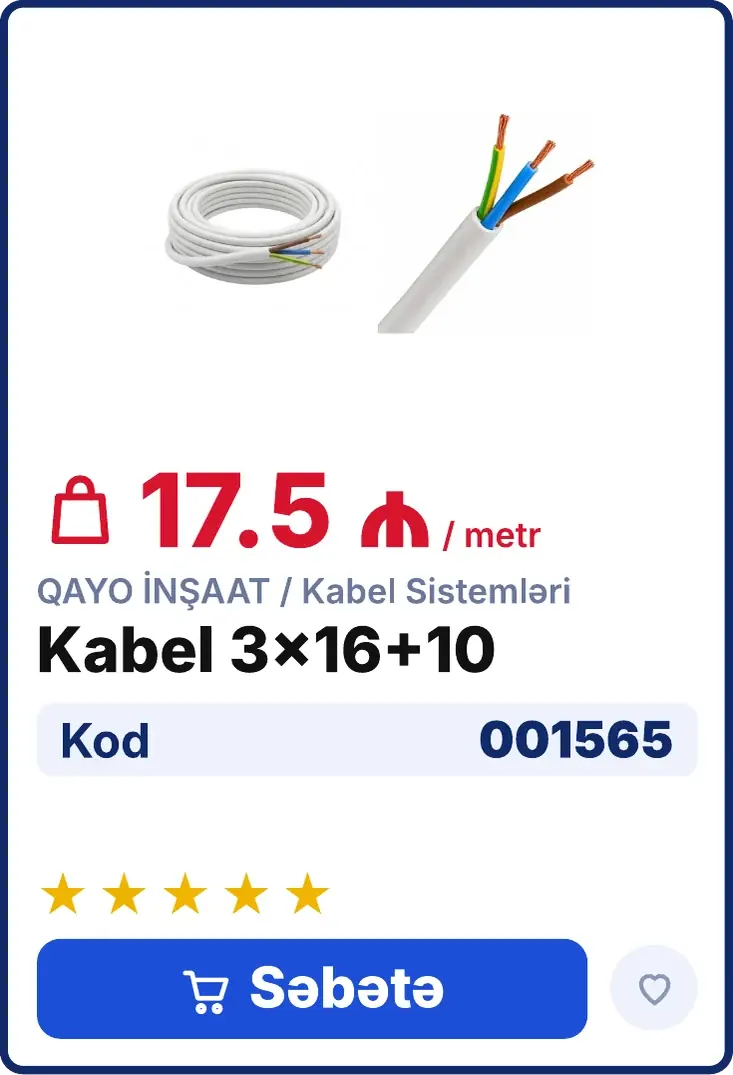 17.5 ₼ / metr
QAYO İNŞAAT / Kabel Sistemləri
Kabel 3×16+10
Kod 001565
Səbətə